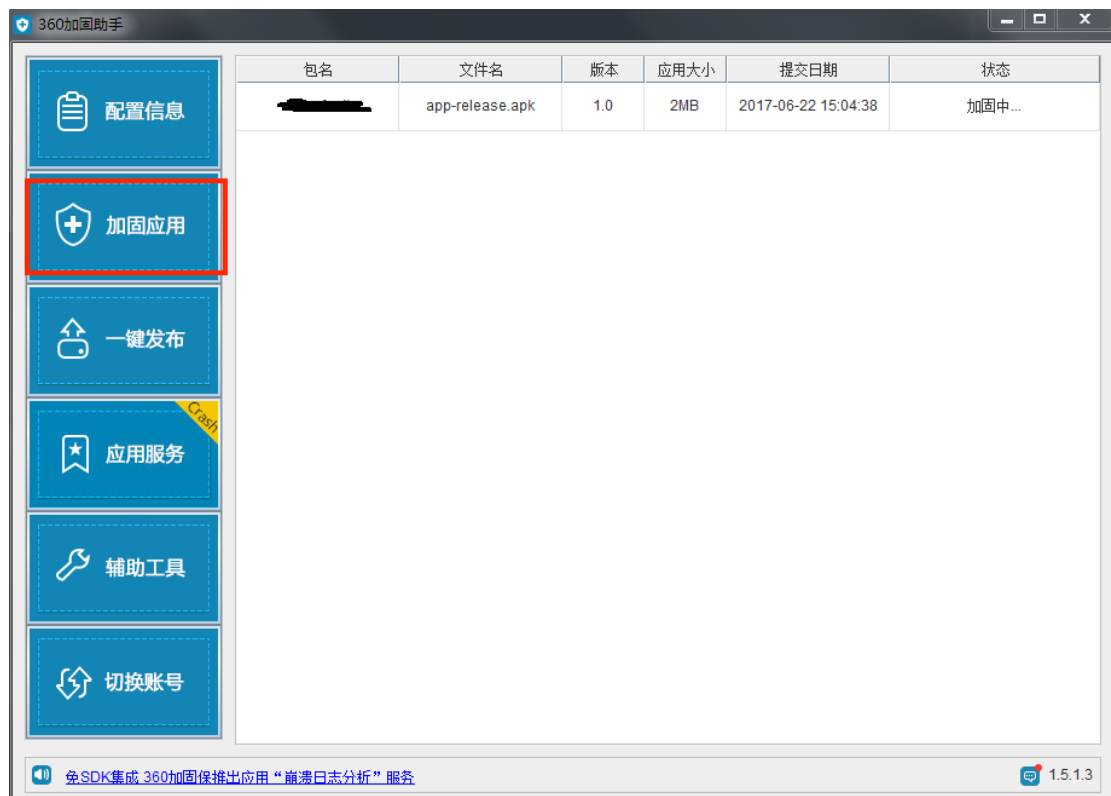 360加固助手
配置信息
加固应用
一键发布
Crash
应用服务
辅助工具
切换账号
包名 文件名 版本 应用大小 提交日期 状态
app-release.apk 1.0 2MB 2017-06-22 15:04:38 加固中...
免SDK集成 360加固保推出应用“崩溃日志分析”服务
1.5.1.3